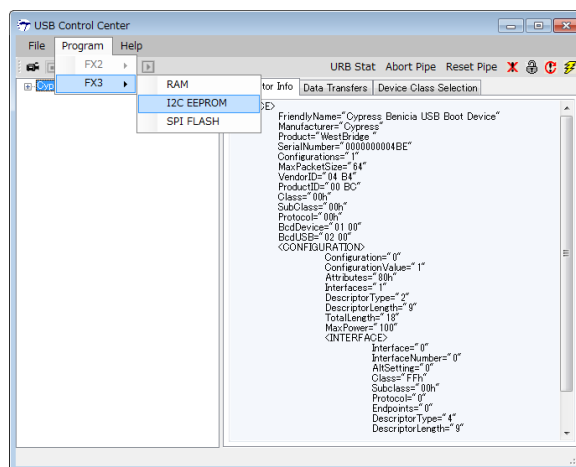 USB Control Center
File Program Help
FX2
URB Stat Abort Pipe Reset Pipe
FX3
RAM
I2C EEPROM
SPI FLASH
Cyp
tor Info Data Transfers Device Class Selection
CE>
FriendlyName="Cypress Benicia USB Boot Device"
Manufacturer="Cypress"
Product="WestBridge "
SerialNumber="0000000004BE"
Configurations="1"
MaxPacketSize="64"
VendorID="04 B4"
ProductID="00 BC"
Class="00h"
SubClass="00h"
Protocol="00h"
BcdDevice="01 00"
BcdUSB="02 00"
<CONFIGURATION>
Configuration="0"
ConfigurationValue="1"
Attributes="80h"
Interfaces="1"
DescriptorType="2"
DescriptorLength="9"
TotalLength="18"
MaxPower="100"
<INTERFACE>
Interface="0"
InterfaceNumber="0"
AltSetting="0"
Class="FFh"
Subclass="00h"
Protocol="0"
Endpoints="0"
DescriptorType="4"
DescriptorLength="9"